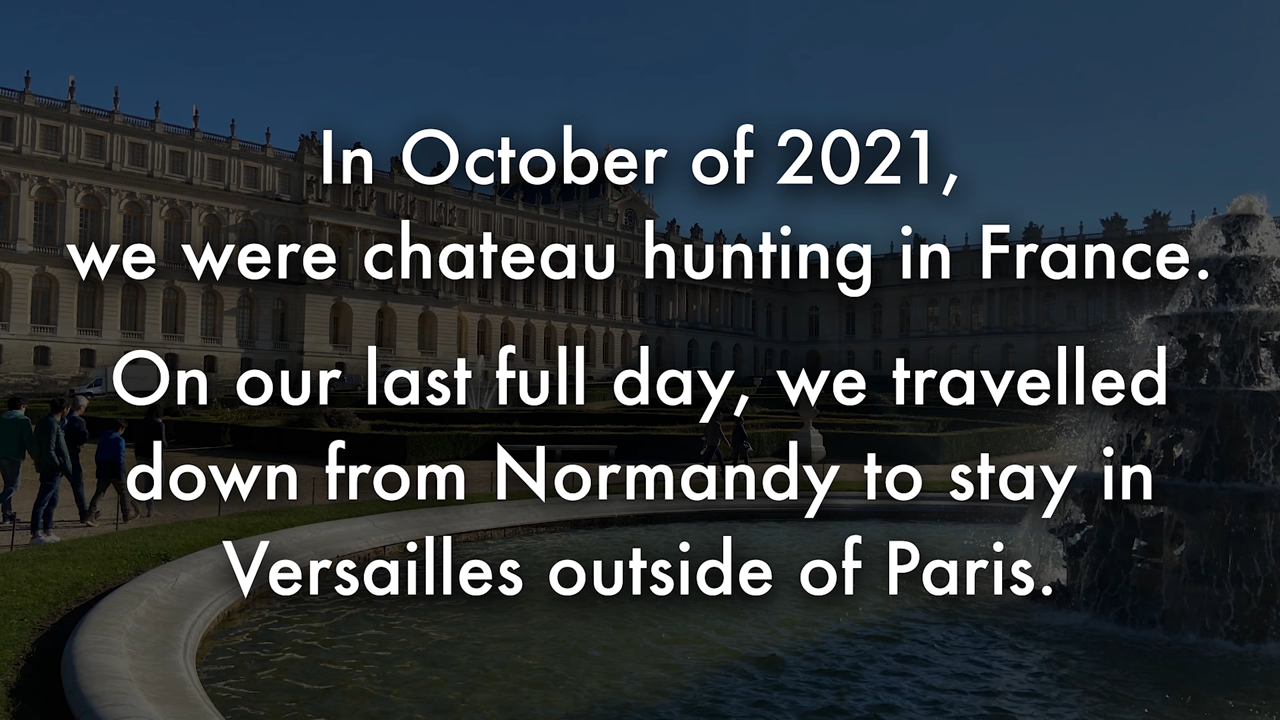 In October of 2021,
we were chateau hunting in France.
On our last full day, we travelled
down from Normandy to stay in
Versailles outside of Paris.